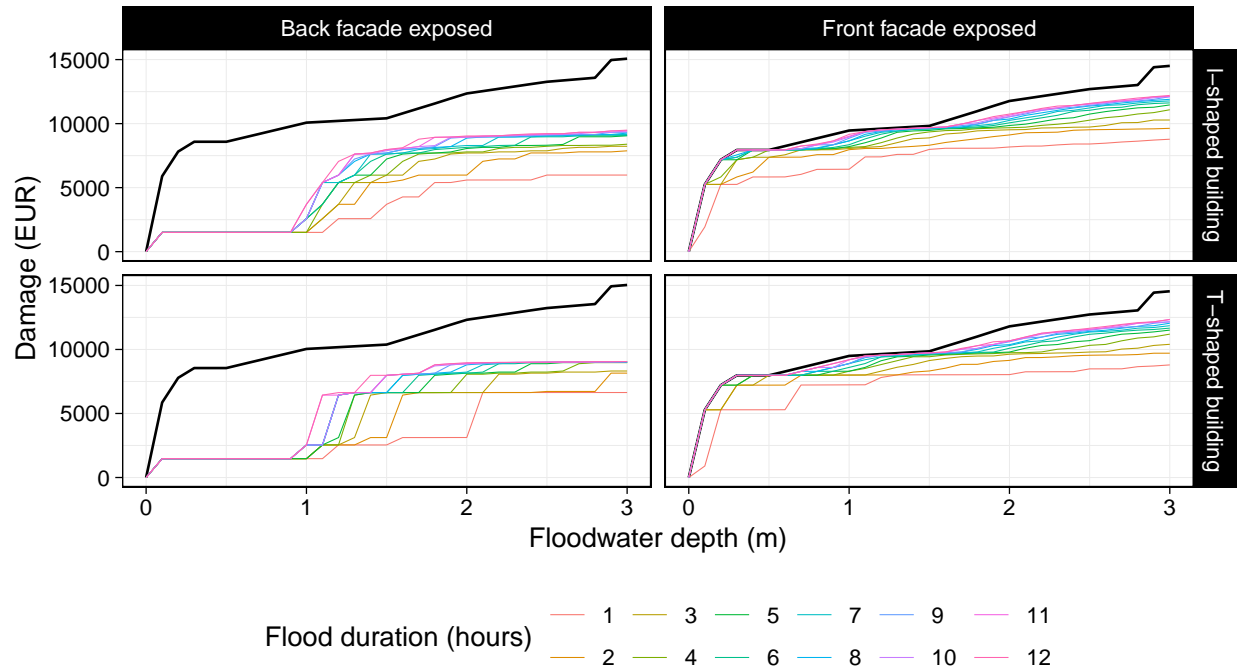 Back facade exposed
Front facade exposed
I−shaped building
T−shaped building
Damage (EUR)
15000
10000
5000
0
15000
10000
5000
0
0 1 2 3
0 1 2 3
Floodwater depth (m)
Flood duration (hours)
1 3 5 7 9 11
2 4 6 8 10 12